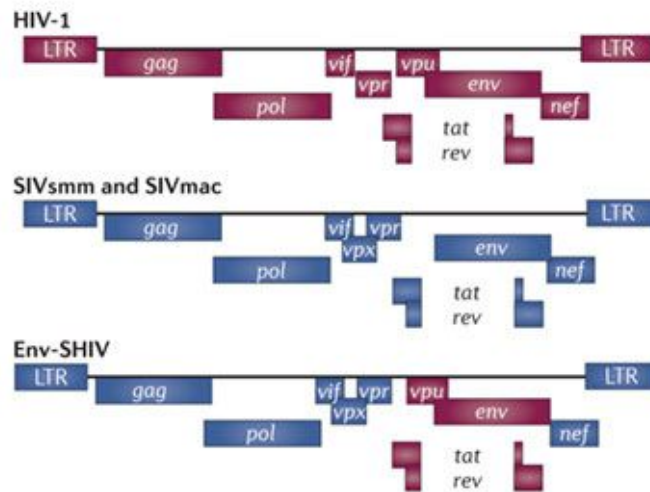 HIV-1
LTR gag vif vpu LTR
vpr env
pol nef
tat
rev
SIVsmm and SIVmac
LTR gag vif vpr LTR
vpx env
pol nef
tat
rev
Env-SHIV
LTR gag vif vpr vpu LTR
vpx env
pol nef
tat
rev